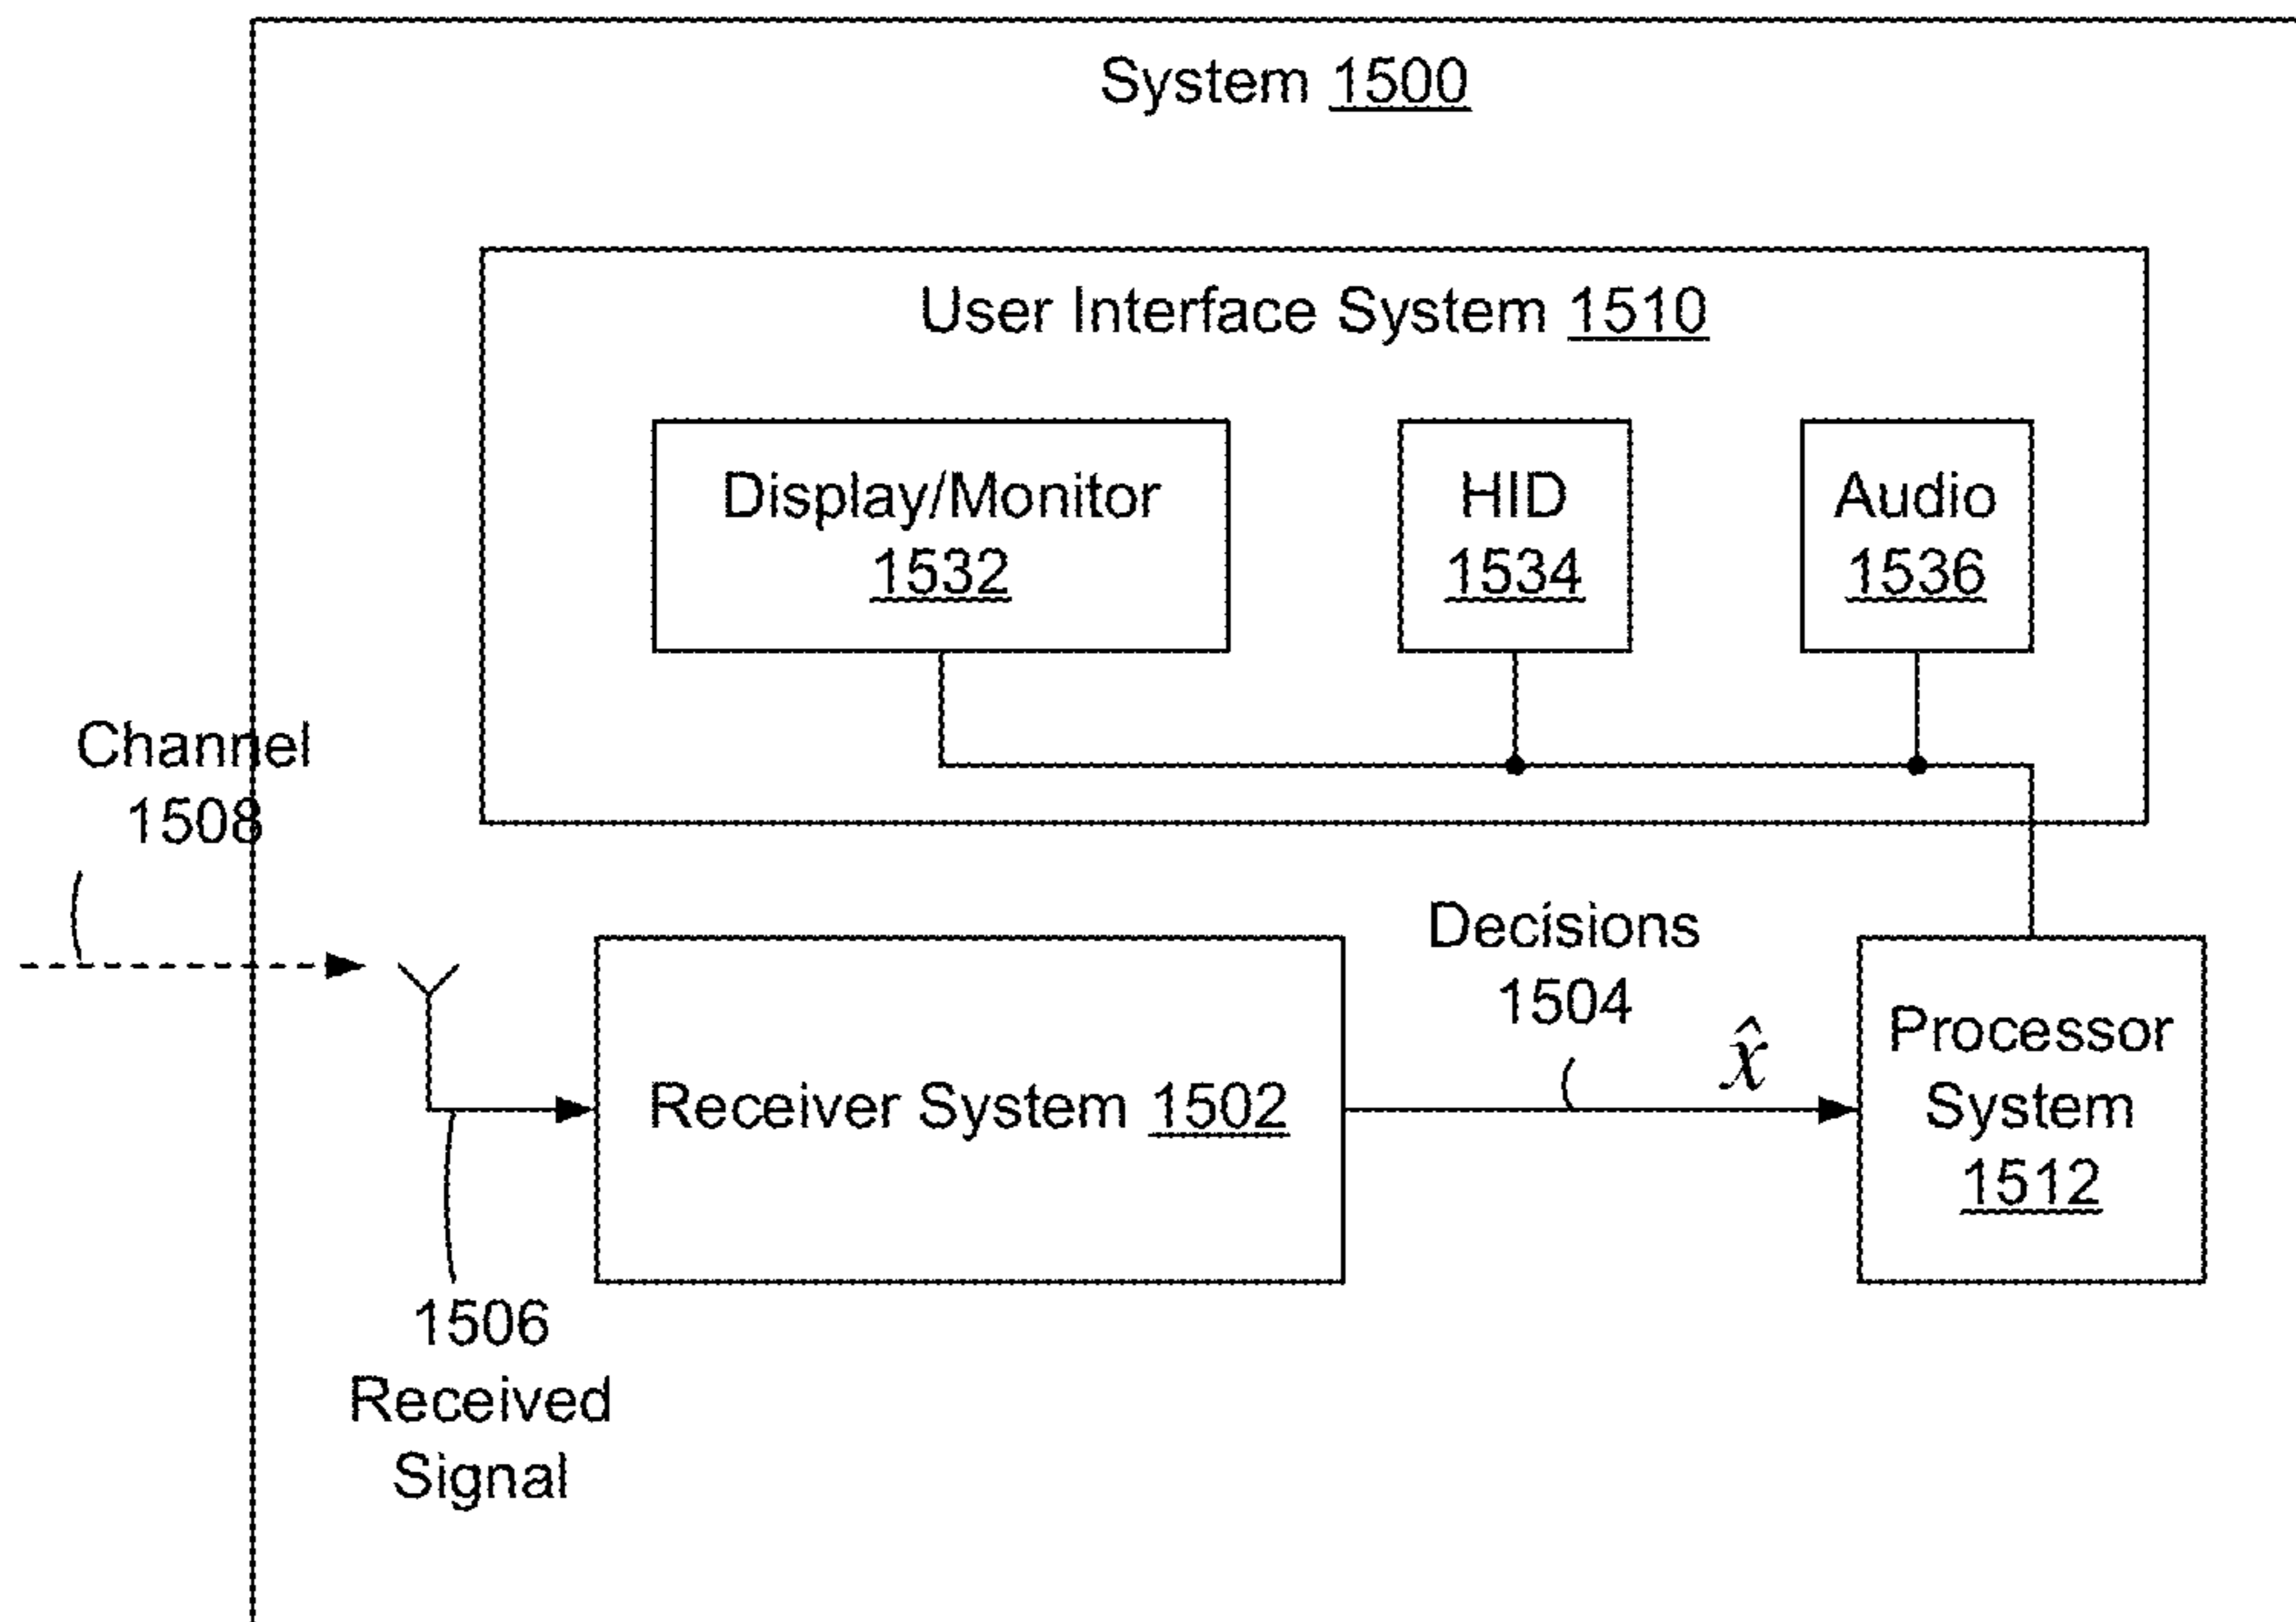 System 1500
User Interface System 1510
Display/Monitor
1532
HID
1534
Audio
1536
Channel
1508
Decisions
1504
x̂
Receiver System 1502
Processor
System
1512
1506
Received
Signal